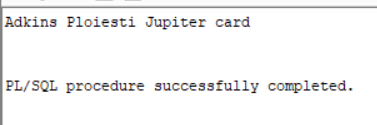 Adkins Ploiesti Jupiter card
PL/SQL procedure successfully completed.